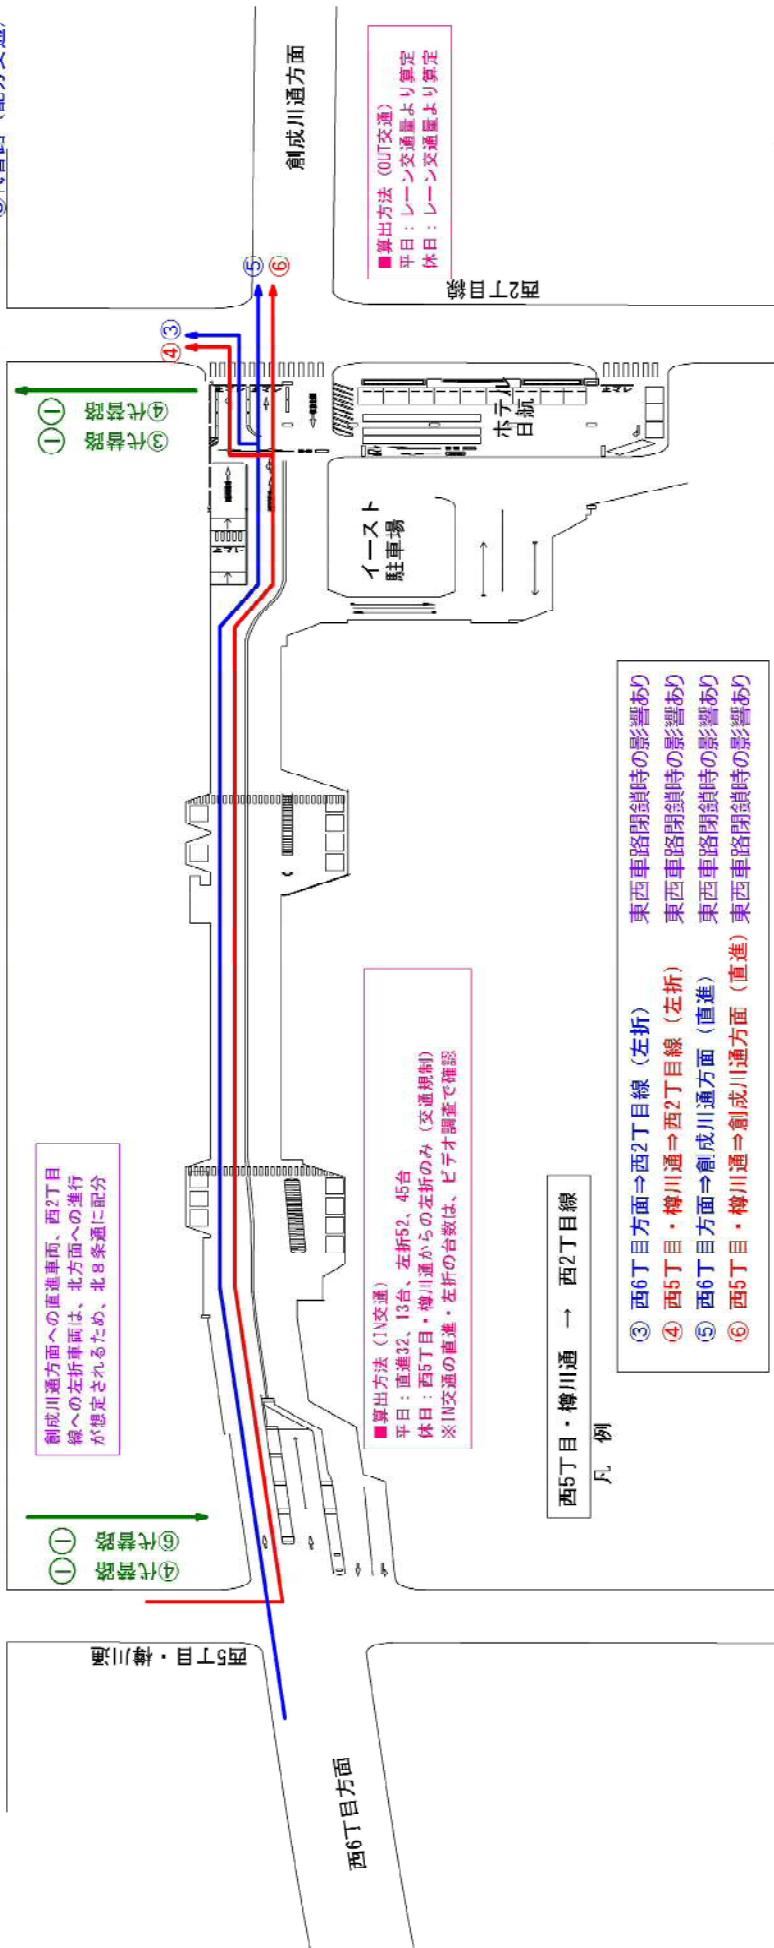 創成川通方面
■算出方法（OUT交通）
平日：レーン交通量より算定
休日：レーン交通量より算定
西2丁目線
⑤
⑥
③
④
④代替路
③代替路
ホテル
日航
イースト
駐車場
創成川通方面への直進車両、西2丁目
線への左折車両は、北方面への進行
が想定されるため、北8条通に配分
■算出方法（IN交通）
平日：直進32、13台、左折52、45台
休日：西5丁目・樽川通からの左折のみ（交通規制）
※IN交通の直進・左折の台数は、ビデオ調査で確認
⑥代替路
④代替路
西5丁目・樽川通
西6丁目方面
西5丁目・樽川通 → 西2丁目線
凡 例
③ 西6丁目方面⇒西2丁目線（左折） 東西車路閉鎖時の影響あり
④ 西5丁目・樽川通⇒西2丁目線（左折） 東西車路閉鎖時の影響あり
⑤ 西6丁目方面⇒創成川通方面（直進） 東西車路閉鎖時の影響あり
⑥ 西5丁目・樽川通⇒創成川通方面（直進） 東西車路閉鎖時の影響あり